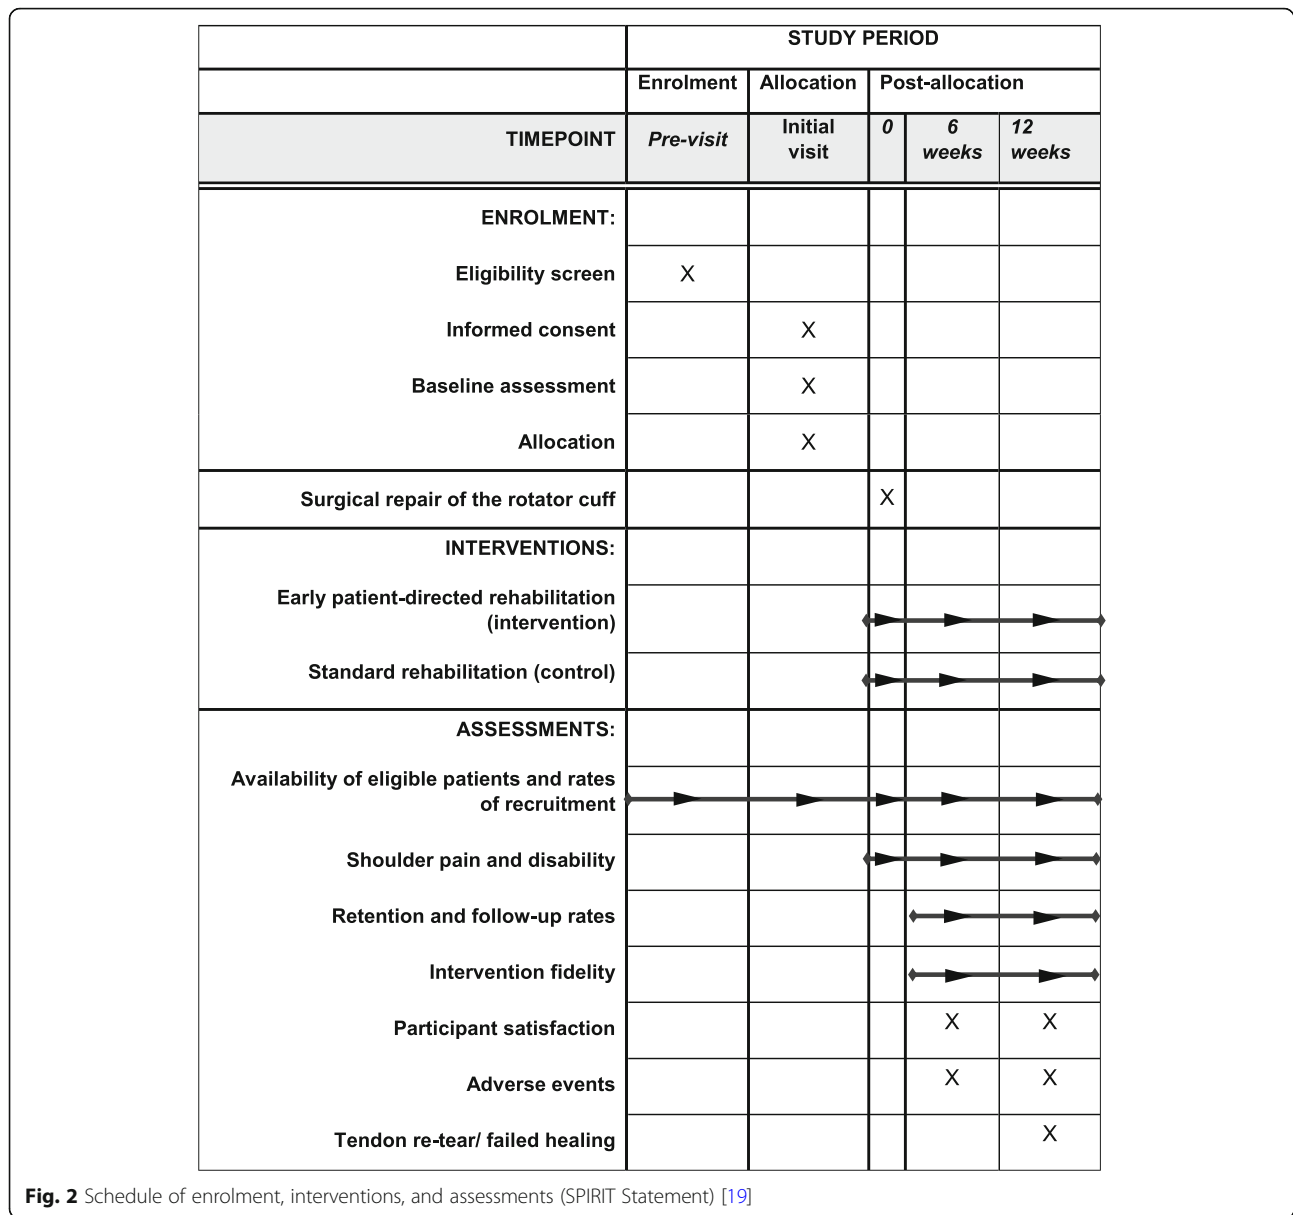 STUDY PERIOD
Enrolment Allocation Post-allocation
TIMEPOINT Pre-visit Initial visit 0 6 weeks 12 weeks
ENROLMENT:
Eligibility screen X
Informed consent X
Baseline assessment X
Allocation X
Surgical repair of the rotator cuff X
INTERVENTIONS:
Early patient-directed rehabilitation
(intervention)
Standard rehabilitation (control)
ASSESSMENTS:
Availability of eligible patients and rates
of recruitment
Shoulder pain and disability
Retention and follow-up rates
Intervention fidelity
Participant satisfaction X X
Adverse events X X
Tendon re-tear/ failed healing X
Fig. 2 Schedule of enrolment, interventions, and assessments (SPIRIT Statement) [19]